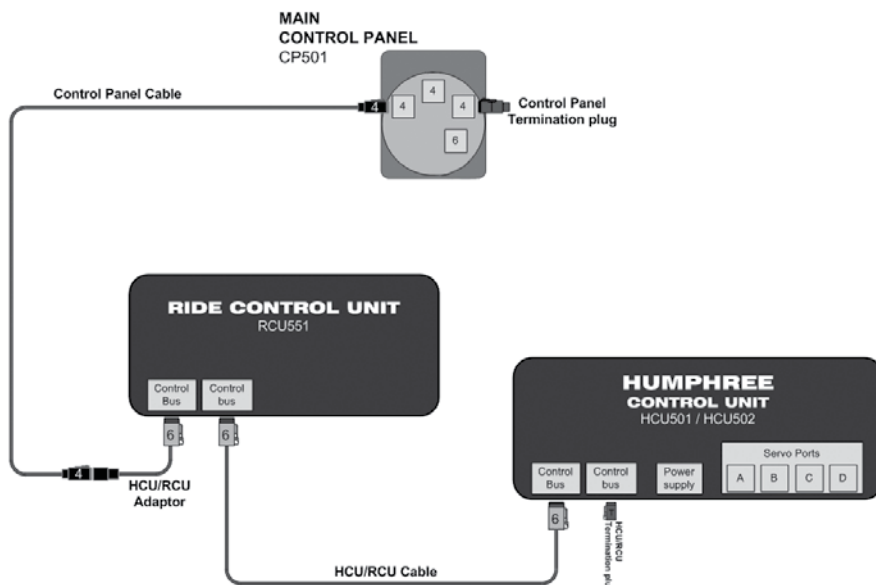 MAIN
CONTROL PANEL
CP501
Control Panel Cable
4
4
4
4
6
Control Panel
Termination plug
RIDE CONTROL UNIT
RCU551
Control
Bus
Control
bus
6
6
4
HCU/RCU
Adaptor
HUMPHREE
CONTROL UNIT
HCU501 / HCU502
Servo Ports
Control
Bus
Control
bus
Power
supply
A
B
C
D
6
HCU/RCU
Termination plug
HCU/RCU Cable